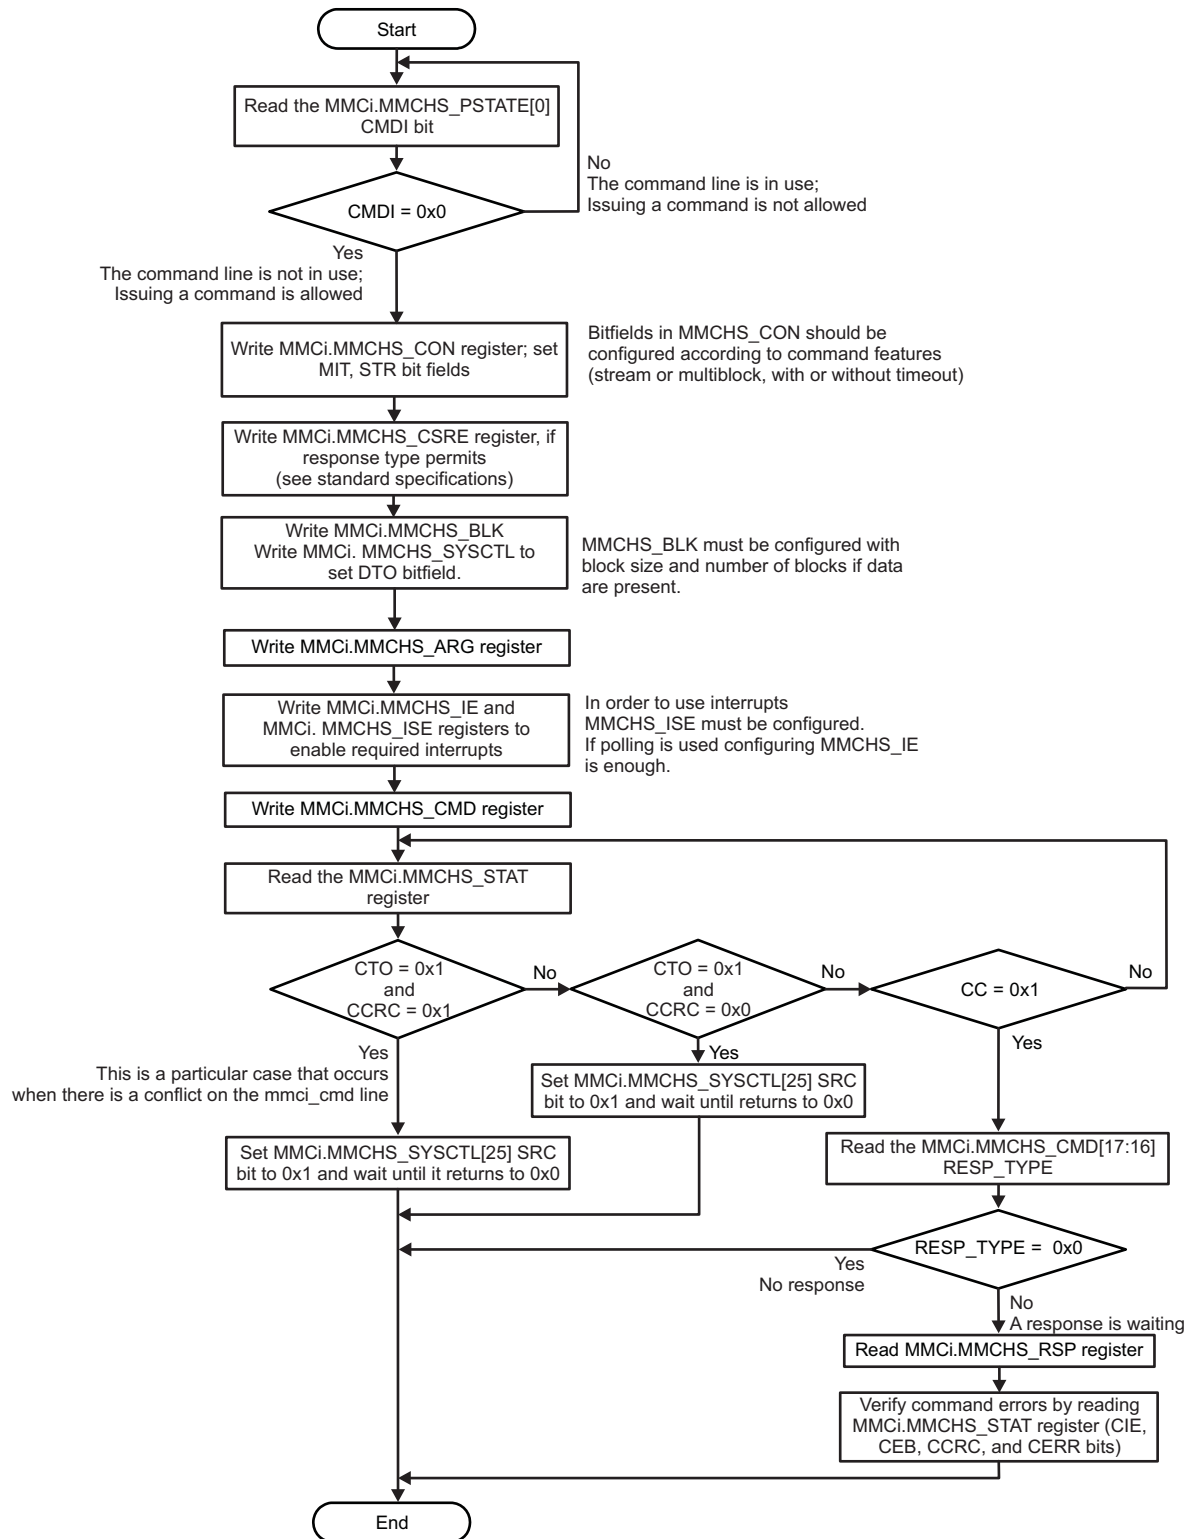 Start
Read the MMCi.MMCHS_PSTATE[0]
CMDI bit
No
The command line is in use;
Issuing a command is not allowed
CMDI = 0x0
Yes
The command line is not in use;
Issuing a command is allowed
Write MMCi.MMCHS_CON register; set
MIT, STR bit fields
Bitfields in MMCHS_CON should be
configured according to command features
(stream or multiblock, with or without timeout)
Write MMCi.MMCHS_CSRE register, if
response type permits
(see standard specifications)
Write MMCi.MMCHS_BLK
Write MMCi. MMCHS_SYSCTL to
set DTO bitfield.
MMCHS_BLK must be configured with
block size and number of blocks if data
are present.
Write MMCi.MMCHS_ARG register
Write MMCi.MMCHS_IE and
MMCi. MMCHS_ISE registers to
enable required interrupts
In order to use interrupts
MMCHS_ISE must be configured.
If polling is used configuring MMCHS_IE
is enough.
Write MMCi.MMCHS_CMD register
Read the MMCi.MMCHS_STAT
register
CTO = 0x1
and
CCRC = 0x1
No
CTO = 0x1
and
CCRC = 0x0
No
CC = 0x1
No
Yes
This is a particular case that occurs
when there is a conflict on the mmci_cmd line
Yes
Yes
Set MMCi.MMCHS_SYSCTL[25] SRC
bit to 0x1 and wait until returns to 0x0
Set MMCi.MMCHS_SYSCTL[25] SRC
bit to 0x1 and wait until it returns to 0x0
Read the MMCi.MMCHS_CMD[17:16]
RESP_TYPE
RESP_TYPE = 0x0
Yes
No response
No
A response is waiting
Read MMCi.MMCHS_RSP register
Verify command errors by reading
MMCi.MMCHS_STAT register (CIE,
CEB, CCRC, and CERR bits)
End